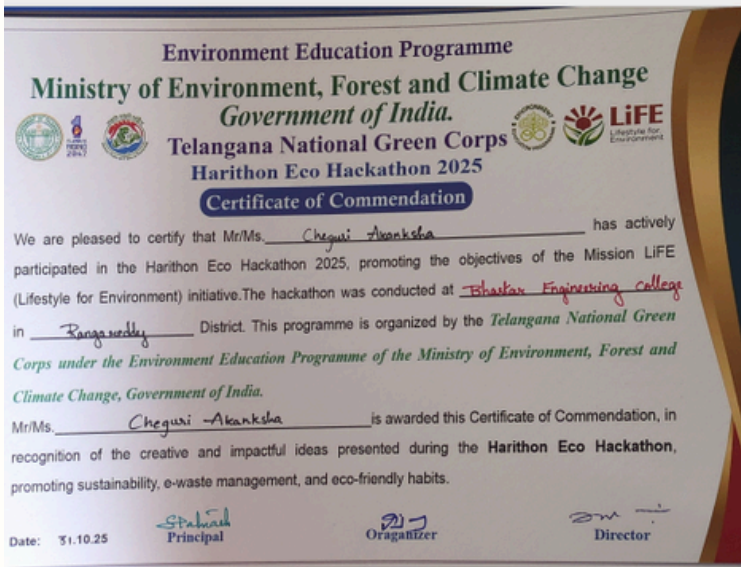 Environment Education Programme
Ministry of Environment, Forest and Climate Change
Government of India.
Telangana National Green Corps
LiFE
Lifestyle for
Environment
Harithon Eco Hackathon 2025
Certificate of Commendation
We are pleased to certify that Mr/Ms. Cheguri Akanksha has actively
participated in the Harithon Eco Hackathon 2025, promoting the objectives of the Mission LiFE
(Lifestyle for Environment) initiative.The hackathon was conducted at Bhaskar Engineering college
in Rangareddy District. This programme is organized by the Telangana National Green
Corps under the Environment Education Programme of the Ministry of Environment, Forest and
Climate Change, Government of India.
Mr/Ms. Cheguri Akanksha is awarded this Certificate of Commendation, in
recognition of the creative and impactful ideas presented during the Harithon Eco Hackathon,
promoting sustainability, e-waste management, and eco-friendly habits.
Date: 31.10.25
Principal
Oraganizer
Director